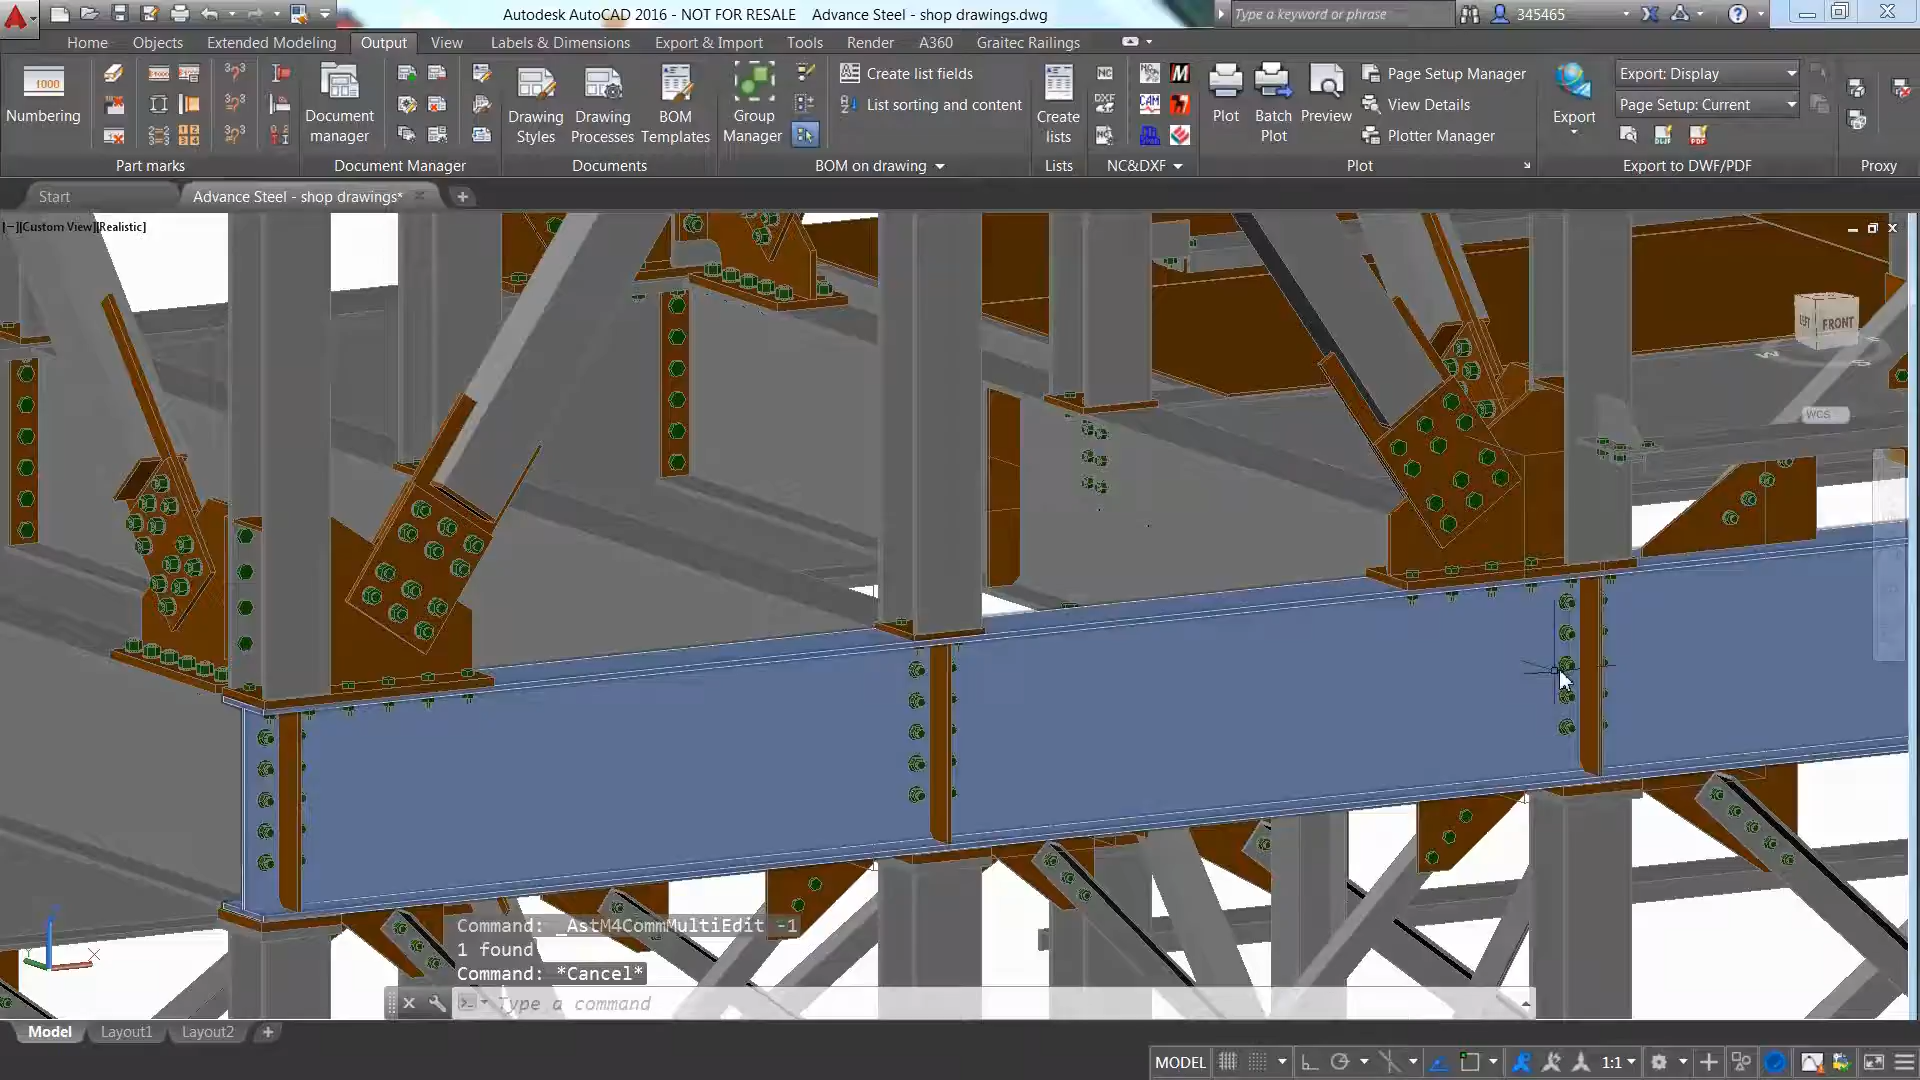 Autodesk AutoCAD 2016 - NOT FOR RESALE Advance Steel - shop drawings.dwg
Type a keyword or phrase
345465
Home Objects Extended Modeling Output View Labels & Dimensions Export & Import Tools Render A360 Graitec Railings
Numbering
Part marks
Document manager
Document Manager
Drawing Styles
Drawing Processes
BOM Templates
Documents
Group Manager
Create list fields
List sorting and content
BOM on drawing
Create lists
Lists
NC
DXF
CAM
NC&DXF
Plot
Batch Plot
Preview
Page Setup Manager
View Details
Plotter Manager
Plot
Export
Export: Display
Page Setup: Current
Export to DWF/PDF
Proxy
Start
Advance Steel - shop drawings*
[−][Custom View][Realistic]
LEFT
FRONT
W
S
WCS
Command: _AstM4CommMultiEdit -1
1 found
Command: *Cancel*
Type a command
Model Layout1 Layout2
MODEL
1:1